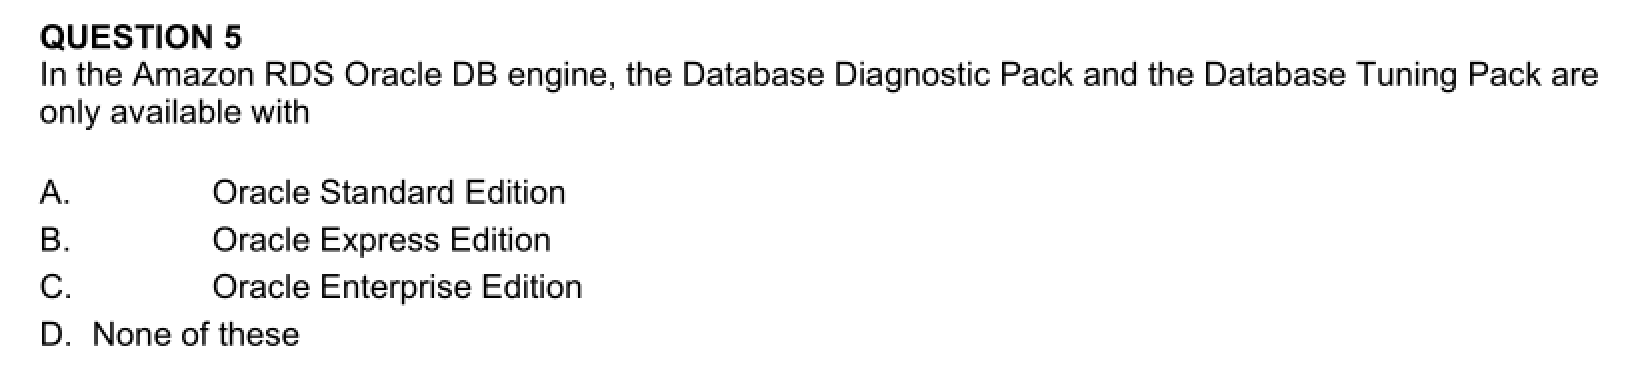 QUESTION 5
In the Amazon RDS Oracle DB engine, the Database Diagnostic Pack and the Database Tuning Pack are
only available with
A. Oracle Standard Edition
B. Oracle Express Edition
C. Oracle Enterprise Edition
D. None of these